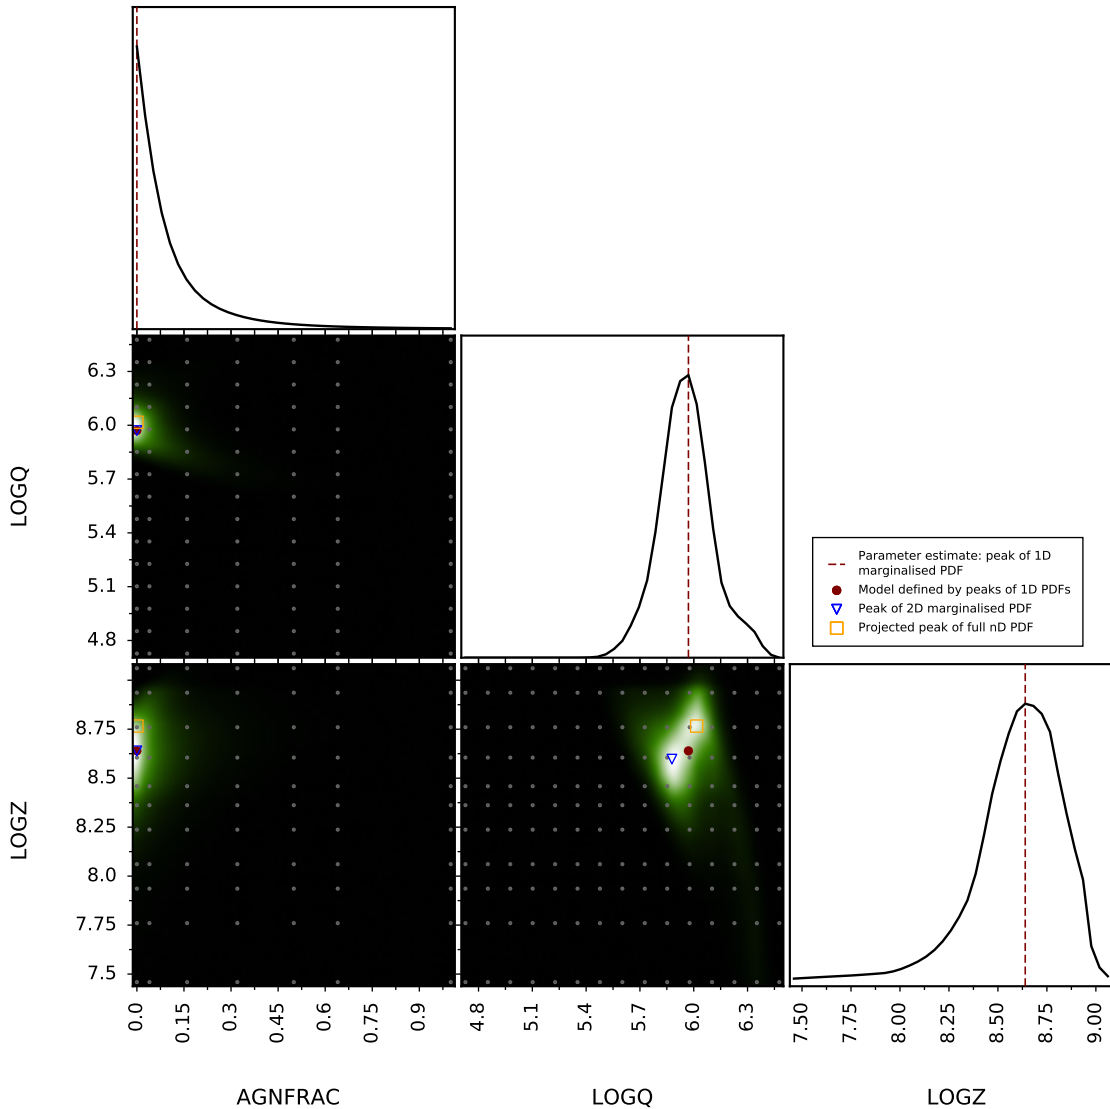 6.3
6.0
5.7
5.4
5.1
4.8
LOGQ
Parameter estimate: peak of 1D
marginalised PDF
Model defined by peaks of 1D PDFs
Peak of 2D marginalised PDF
Projected peak of full nD PDF
8.75
8.5
8.25
8.0
7.75
7.5
LOGZ
0.0 0.15 0.3 0.45 0.6 0.75 0.9
4.8 5.1 5.4 5.7 6.0 6.3
7.50 7.75 8.00 8.25 8.50 8.75 9.00
AGNFRAC LOGQ LOGZ